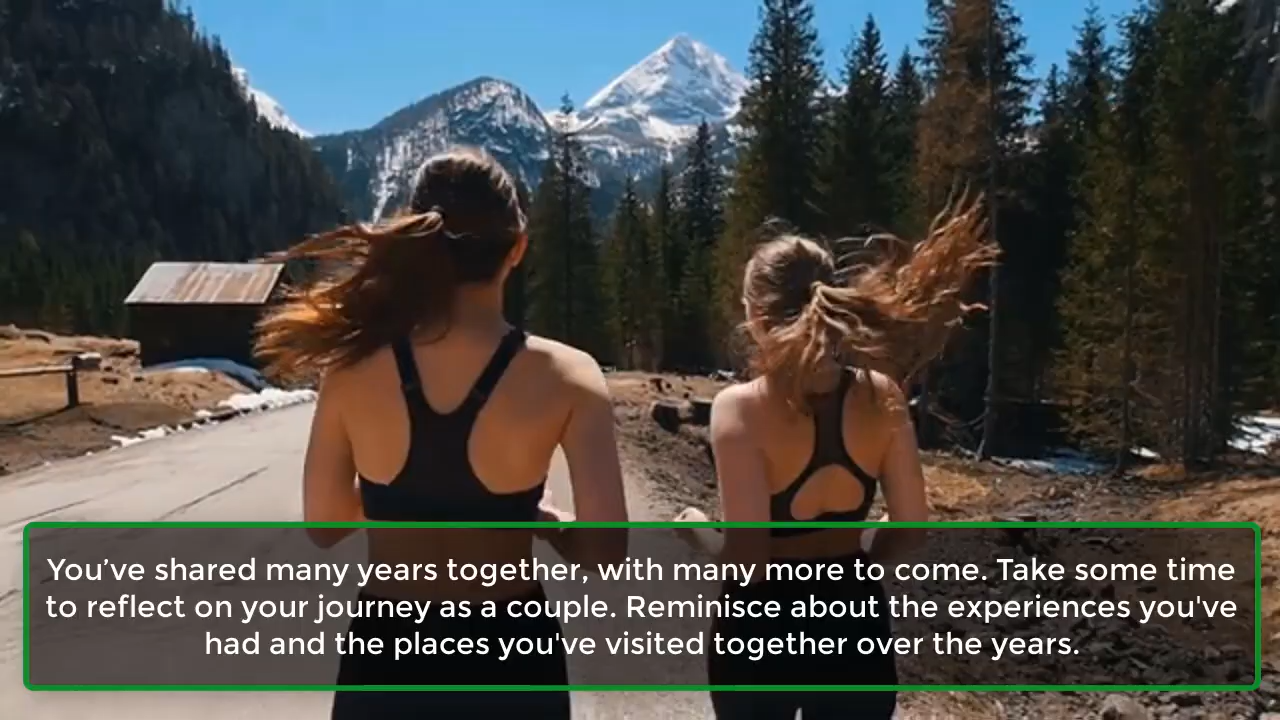 You’ve shared many years together, with many more to come. Take some time
to reflect on your journey as a couple. Reminisce about the experiences you've
had and the places you've visited together over the years.